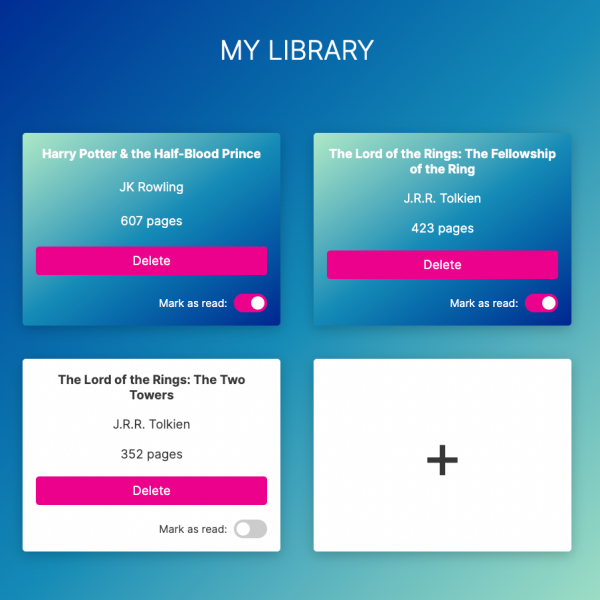 MY LIBRARY
Harry Potter & the Half-Blood Prince
JK Rowling
607 pages
Delete
Mark as read:
The Lord of the Rings: The Fellowship
of the Ring
J.R.R. Tolkien
423 pages
Delete
Mark as read:
The Lord of the Rings: The Two
Towers
J.R.R. Tolkien
352 pages
Delete
Mark as read:
+